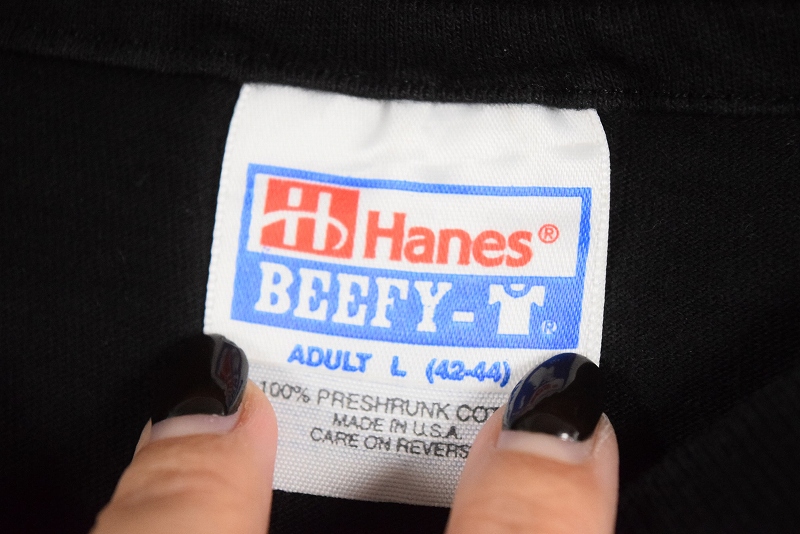 H Hanes®
BEEFY-®
ADULT L (42-44)
100% PRESHRUNK
MADE IN U.S.A.
CARE ON